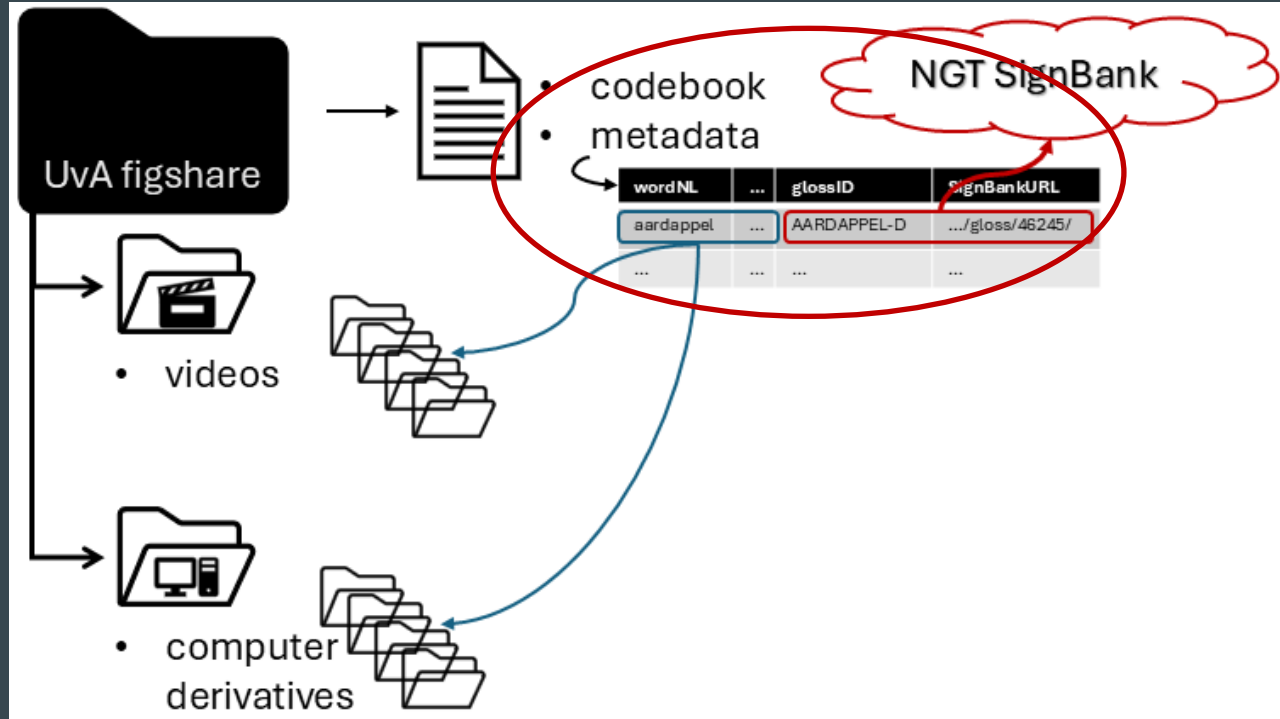 UvA figshare
• codebook
• metadata
NGT SignBank
wordNL ... glossID SignBankURL
aardappel ... AARDAPPEL-D .../gloss/46245/
... ... ... ...
• videos
• computer
derivatives